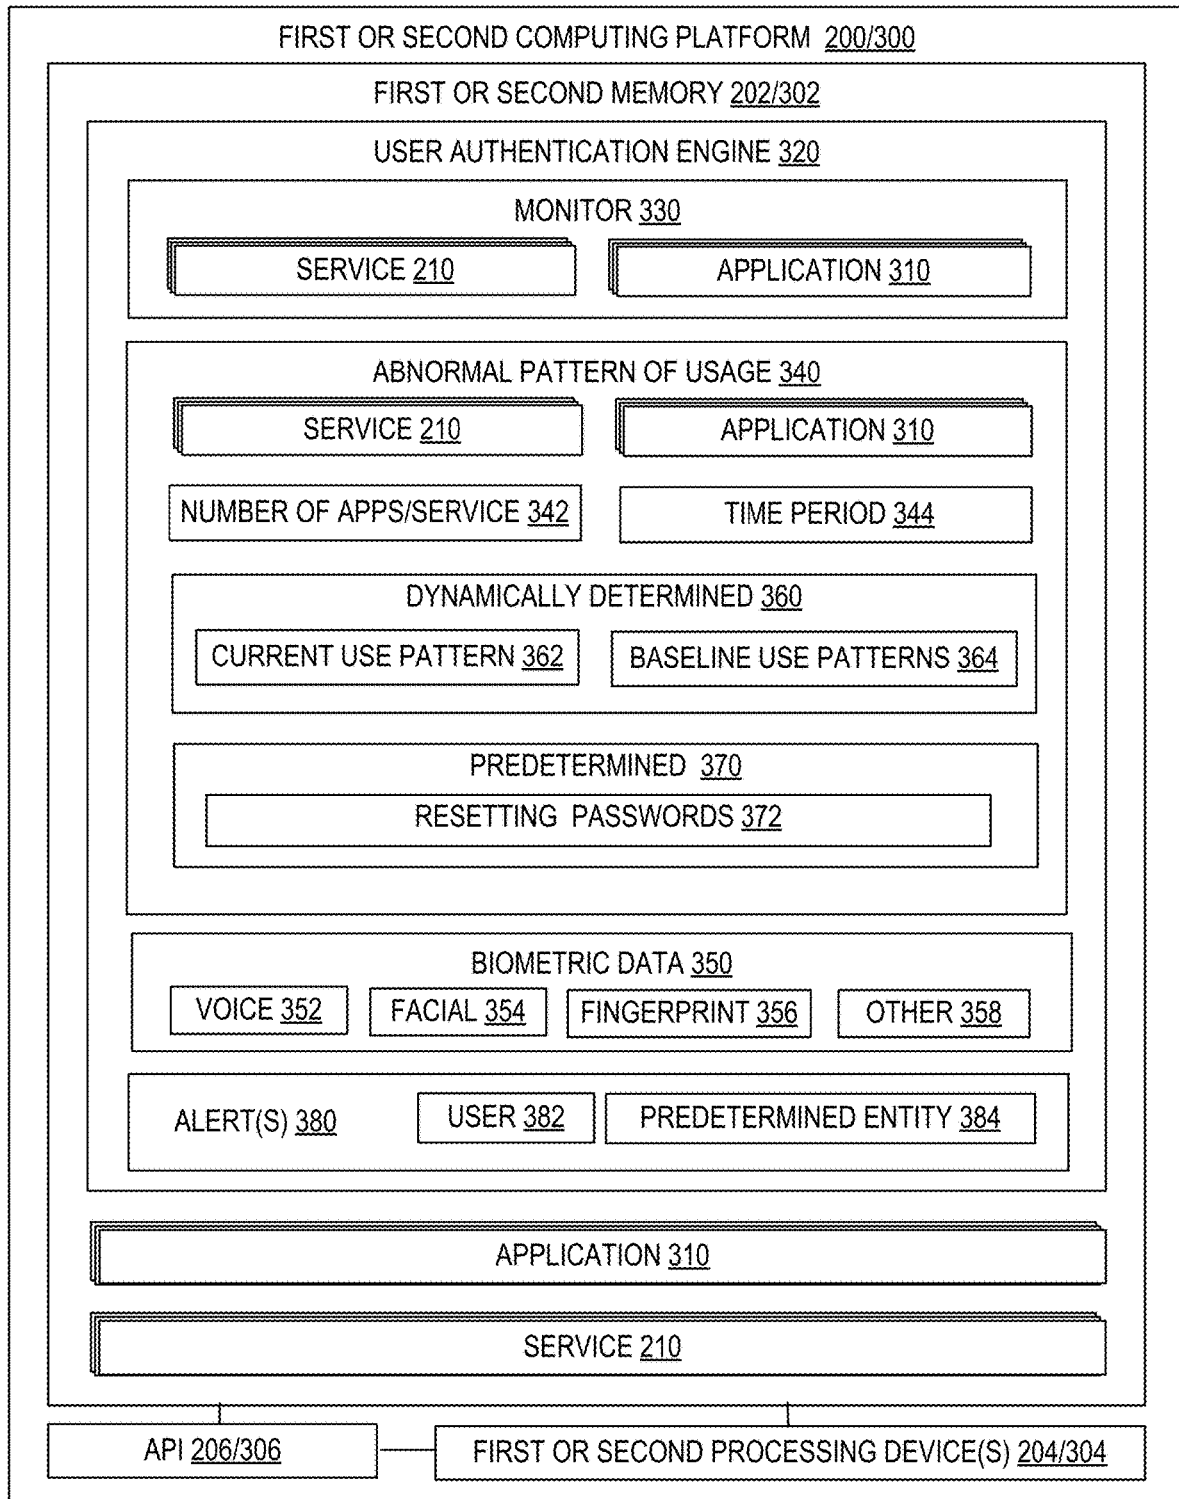 FIRST OR SECOND COMPUTING PLATFORM 200/300
FIRST OR SECOND MEMORY 202/302
USER AUTHENTICATION ENGINE 320
MONITOR 330
SERVICE 210
APPLICATION 310
ABNORMAL PATTERN OF USAGE 340
SERVICE 210
APPLICATION 310
NUMBER OF APPS/SERVICE 342
TIME PERIOD 344
DYNAMICALLY DETERMINED 360
CURRENT USE PATTERN 362
BASELINE USE PATTERNS 364
PREDETERMINED 370
RESETTING PASSWORDS 372
BIOMETRIC DATA 350
VOICE 352
FACIAL 354
FINGERPRINT 356
OTHER 358
ALERT(S) 380
USER 382
PREDETERMINED ENTITY 384
APPLICATION 310
SERVICE 210
API 206/306
FIRST OR SECOND PROCESSING DEVICE(S) 204/304